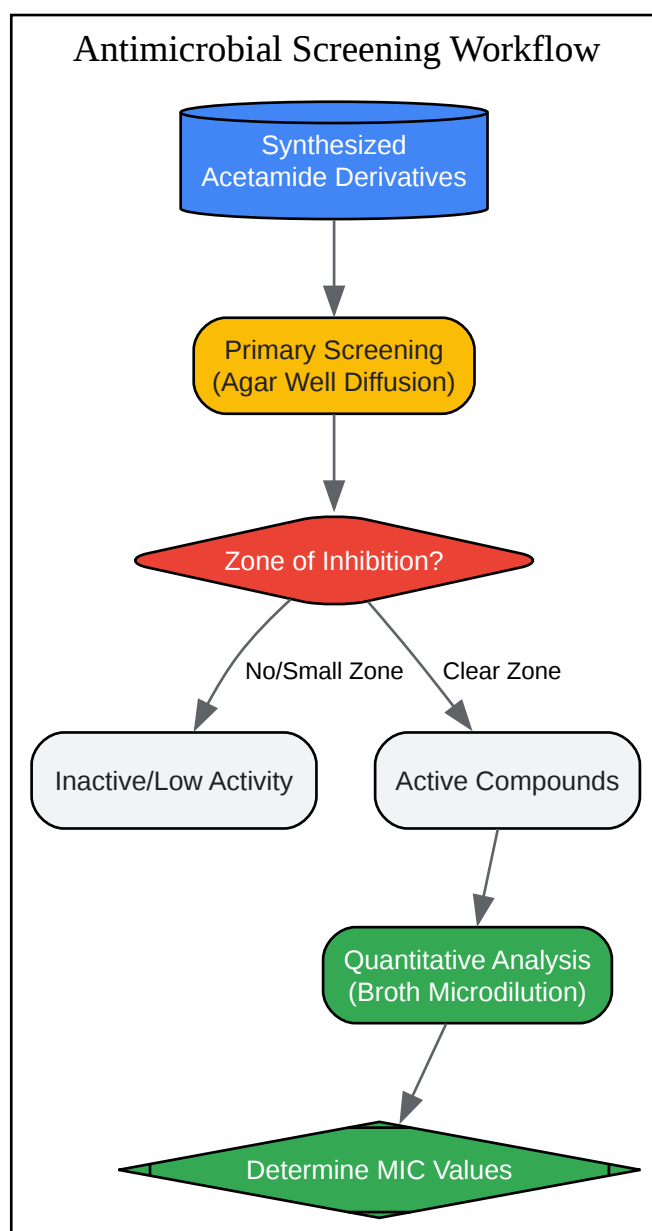 Antimicrobial Screening Workflow
Synthesized
Acetamide Derivatives
Primary Screening
(Agar Well Diffusion)
Zone of Inhibition?
No/Small Zone
Clear Zone
Inactive/Low Activity
Active Compounds
Quantitative Analysis
(Broth Microdilution)
Determine MIC Values